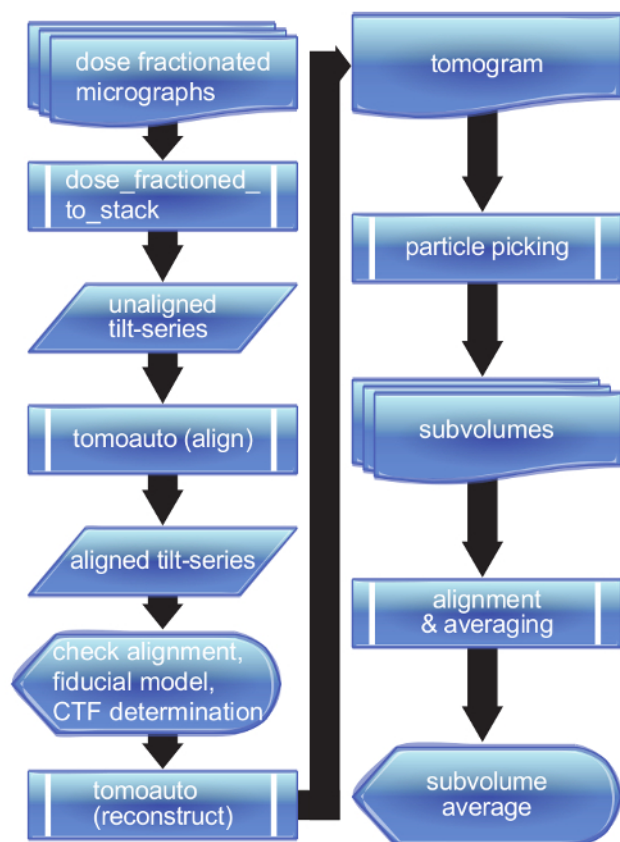 dose fractionated
micrographs
dose_fractioned_
to_stack
unaligned
tilt-series
tomoauto (align)
aligned tilt-series
check alignment,
fiducial model,
CTF determination
tomoauto
(reconstruct)
tomogram
particle picking
subvolumes
alignment
& averaging
subvolume
average